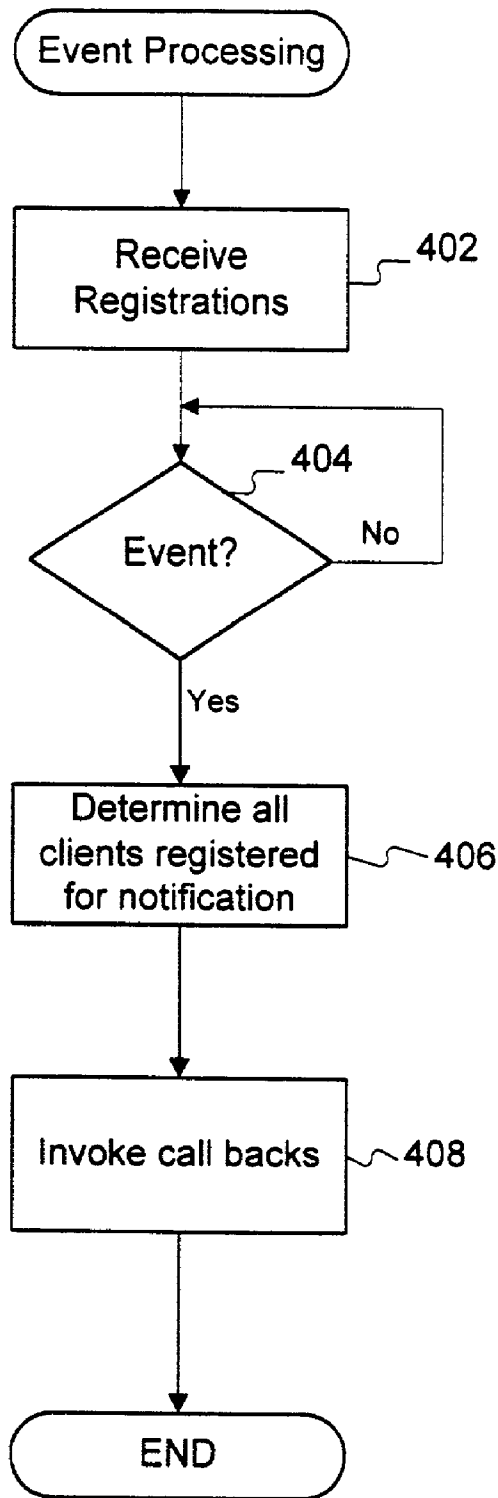 Event Processing
Receive
Registrations
402
404
Event?
No
Yes
Determine all
clients registered
for notification
406
Invoke call backs
408
END